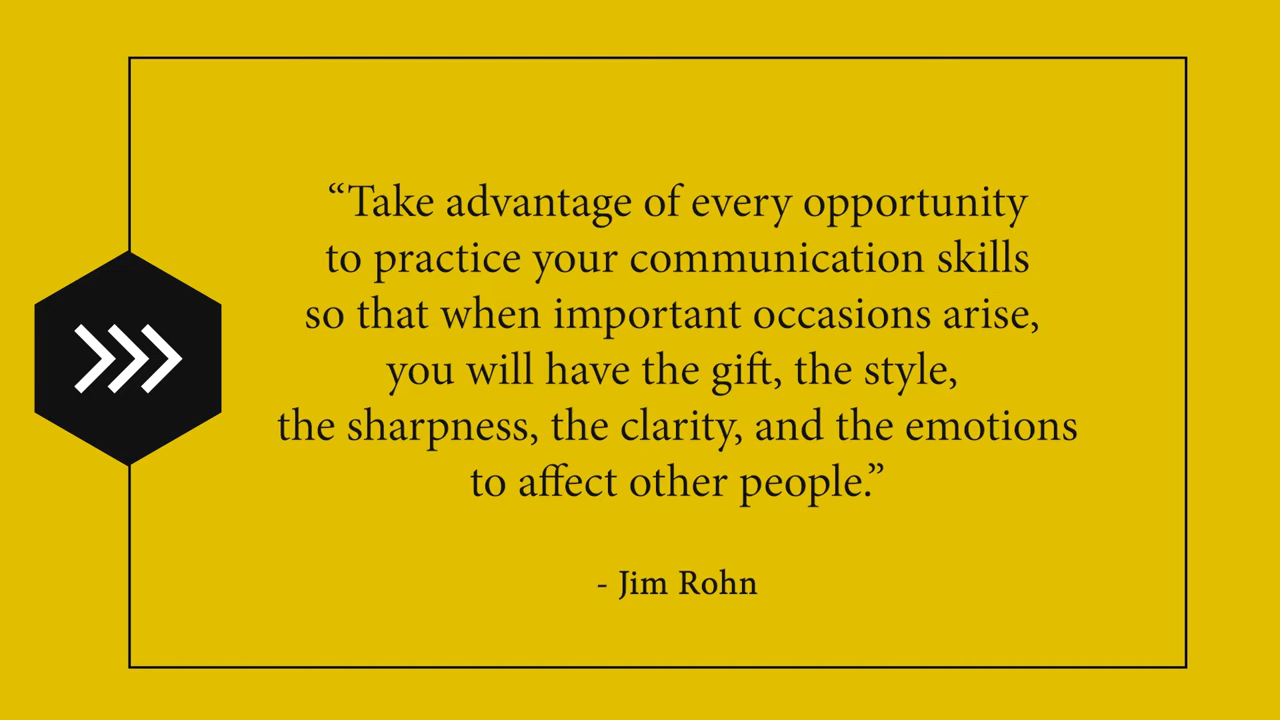 “Take advantage of every opportunity
to practice your communication skills
so that when important occasions arise,
you will have the gift, the style,
the sharpness, the clarity, and the emotions
to affect other people.”
- Jim Rohn